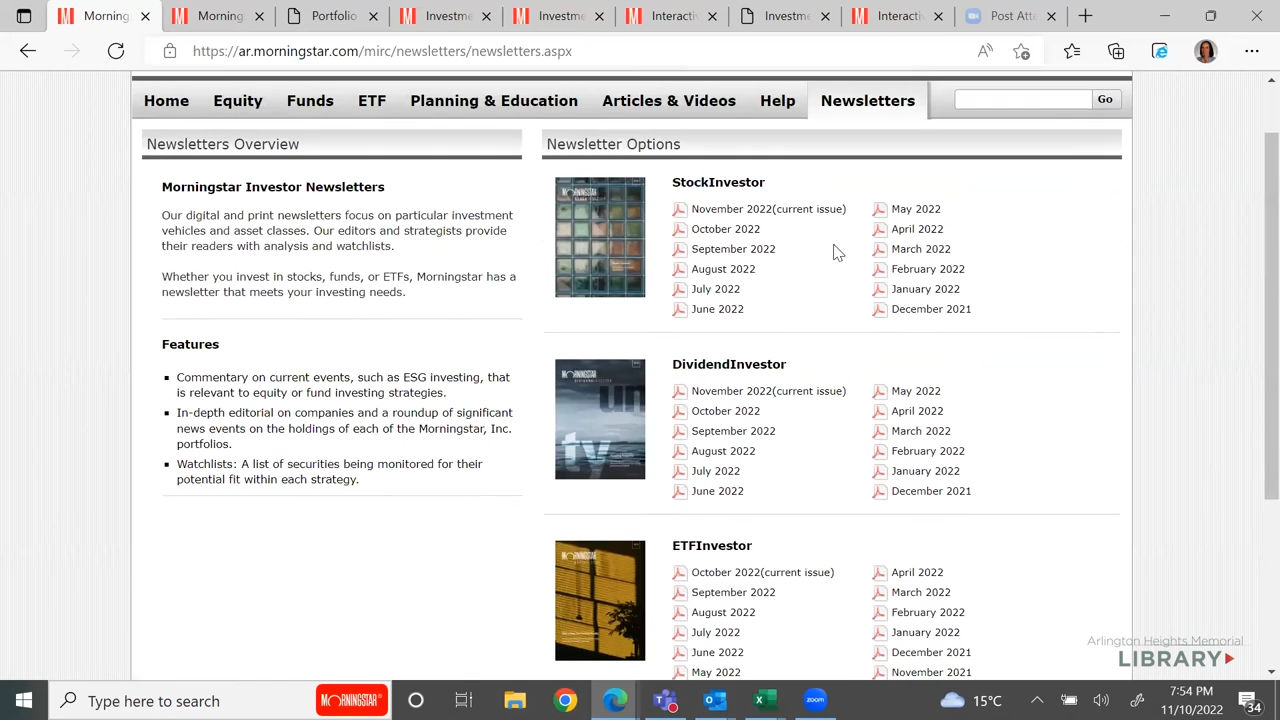 Morning
Morning
Portfolio
Investme
Investme
Interactiv
Investmer
Interactiv
Post Atta
https://ar.morningstar.com/mirc/newsletters/newsletters.aspx
Home Equity Funds ETF Planning & Education Articles & Videos Help Newsletters Go
Newsletters Overview
Morningstar Investor Newsletters
Our digital and print newsletters focus on particular investment
vehicles and asset classes. Our editors and strategists provide
their readers with analysis and watchlists.
Whether you invest in stocks, funds, or ETFs, Morningstar has a
newsletter that meets your investing needs.
Features
Commentary on current events, such as ESG investing, that
is relevant to equity or fund investing strategies.
In-depth editorial on companies and a roundup of significant
news events on the holdings of each of the Morningstar, Inc.
portfolios.
Watchlists: A list of securities being monitored for their
potential fit within each strategy.
Newsletter Options
StockInvestor
November 2022(current issue)
October 2022
September 2022
August 2022
July 2022
June 2022
May 2022
April 2022
March 2022
February 2022
January 2022
December 2021
MORNINGSTAR
un
tv
DividendInvestor
November 2022(current issue)
October 2022
September 2022
August 2022
July 2022
June 2022
May 2022
April 2022
March 2022
February 2022
January 2022
December 2021
MORNINGSTAR
ETFInvestor
October 2022(current issue)
September 2022
August 2022
July 2022
June 2022
May 2022
April 2022
March 2022
February 2022
January 2022
December 2021
November 2021
Arlington Heights Memorial
LIBRARY
Type here to search
MORNINGSTAR
zoom
15°C
7:54 PM
11/10/2022
34